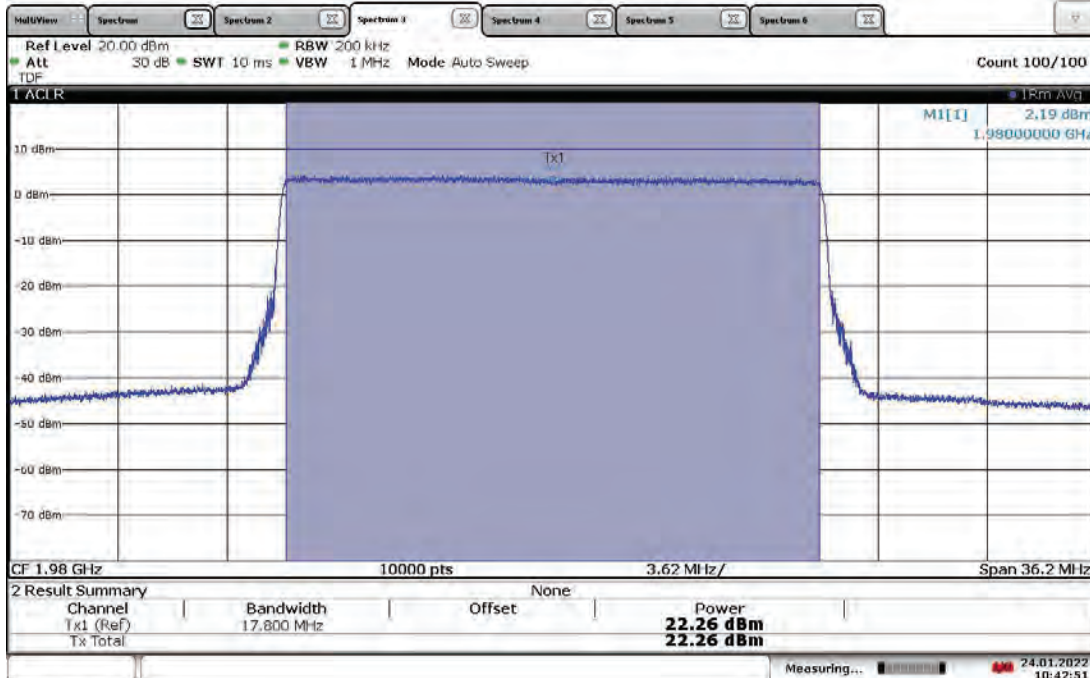 MultiView Spectrum Spectrum 2 Spectrum 3 Spectrum 4 Spectrum 5 Spectrum 6
Ref Level 20.00 dBm RBW 200 kHz
Att 30 dB SWT 10 ms VBW 1 MHz Mode Auto Sweep Count 100/100
TDF
1 ACLR 1Rm Avg
M1[1] 2.19 dBm
1.98000000 GHz
10 dBm
Tx1
0 dBm
-10 dBm
-20 dBm
-30 dBm
-40 dBm
-50 dBm
-60 dBm
-70 dBm
CF 1.98 GHz 10000 pts 3.62 MHz/ Span 36.2 MHz
2 Result Summary None
Channel Bandwidth Offset Power
Tx1 (Ref) 17.800 MHz 22.26 dBm
Tx Total 22.26 dBm
Measuring... 24.01.2022
10:42:51